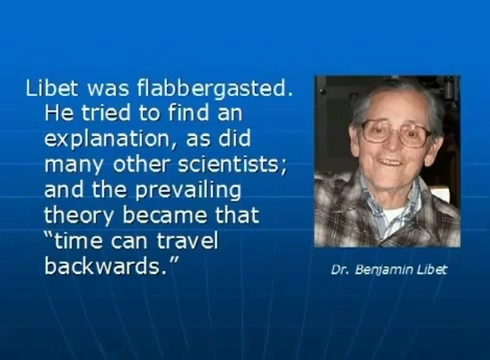 Libet was flabbergasted.
He tried to find an
explanation, as did
many other scientists;
and the prevailing
theory became that
“time can travel
backwards.”
Dr. Benjamin Libet